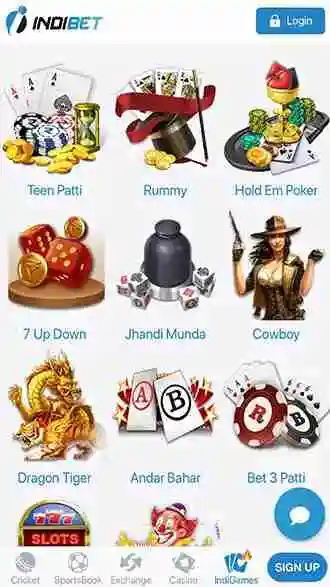 INDIBET
Login
Teen Patti
Rummy
Hold Em Poker
7 Up Down
Jhandi Munda
Cowboy
Dragon Tiger
A
B
R
B
Andar Bahar
Bet 3 Patti
777
SLOTS
Cricket
SportsBook
Exchange
Casino
IndiGames
SIGN UP